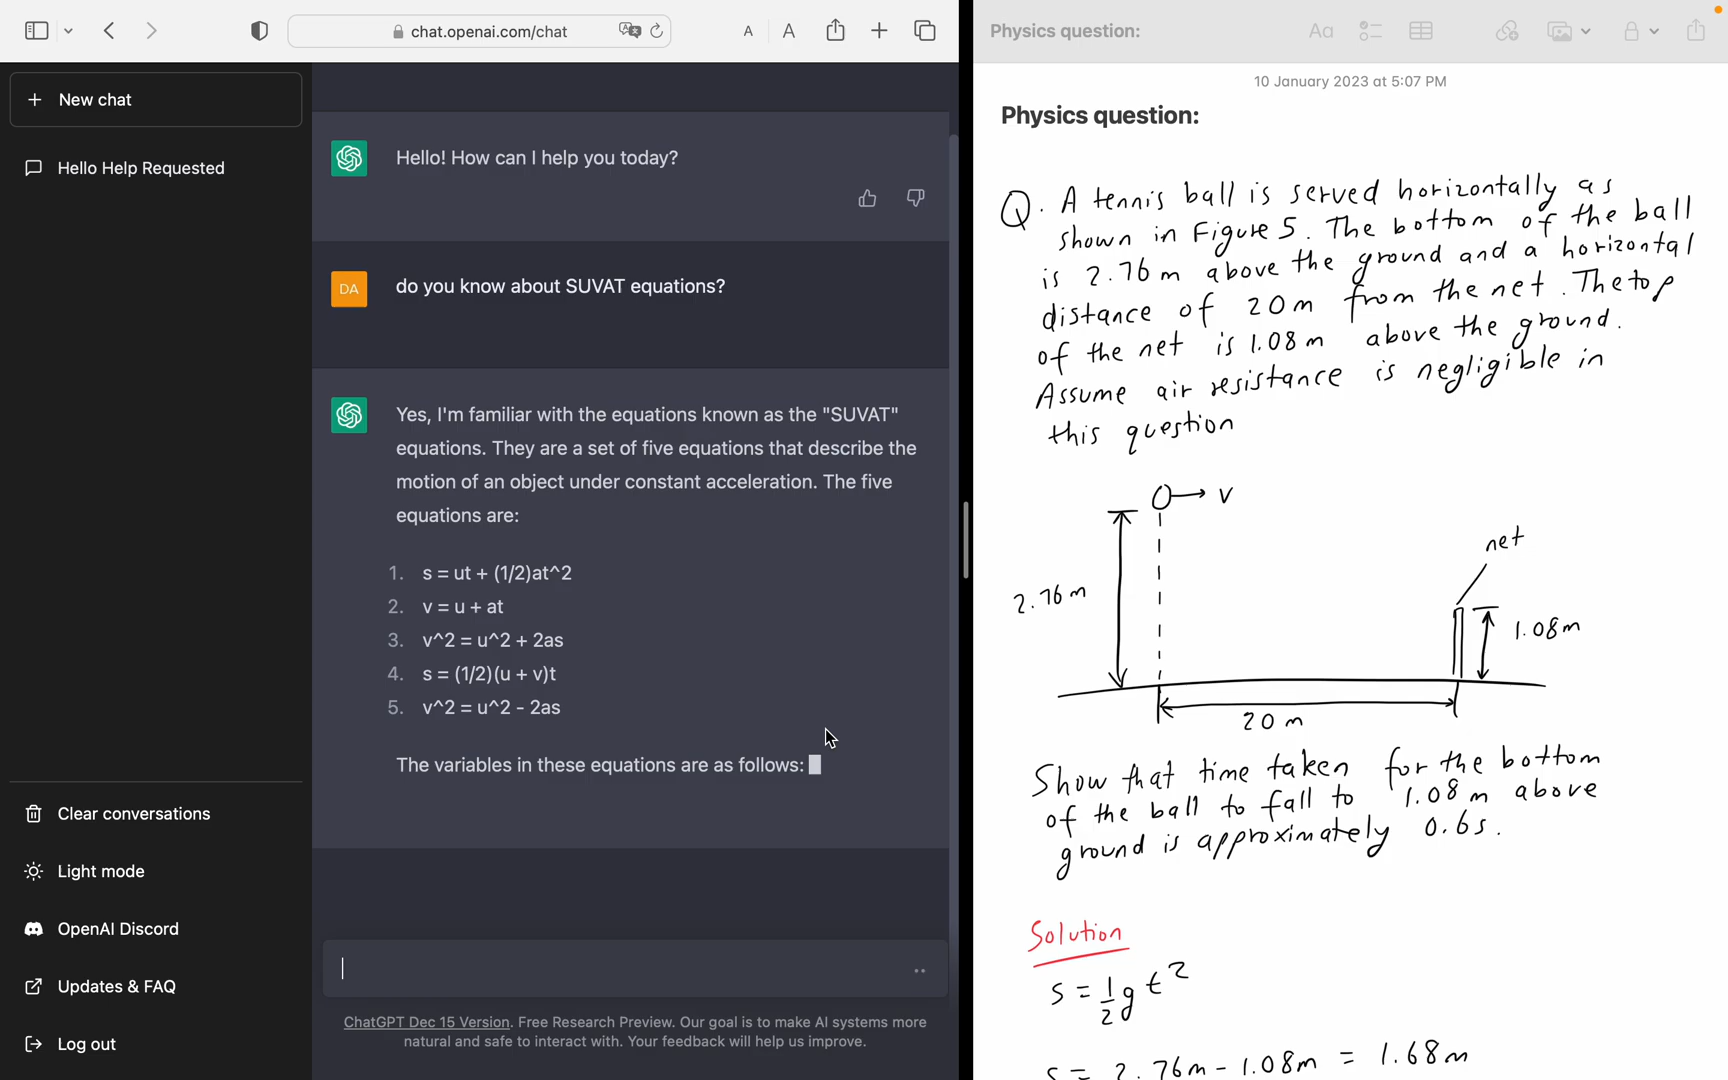 chat.openai.com/chat
A
A
New chat
Hello Help Requested
Clear conversations
Light mode
OpenAI Discord
Updates & FAQ
Log out
Hello! How can I help you today?
DA
do you know about SUVAT equations?
Yes, I'm familiar with the equations known as the "SUVAT"
equations. They are a set of five equations that describe the
motion of an object under constant acceleration. The five
equations are:
1. s = ut + (1/2)at^2
2. v = u + at
3. v^2 = u^2 + 2as
4. s = (1/2)(u + v)t
5. v^2 = u^2 - 2as
The variables in these equations are as follows:
ChatGPT Dec 15 Version. Free Research Preview. Our goal is to make AI systems more
natural and safe to interact with. Your feedback will help us improve.
Physics question:
Aa
10 January 2023 at 5:07 PM
Physics question:
Q. A tennis ball is served horizontally as
shown in Figure 5. The bottom of the ball
is 2.76 m above the ground and a horizontal
distance of 20 m from the net. The top
of the net is 1.08 m above the ground.
Assume air resistance is negligible in
this question
v
net
2.76 m
1.08 m
20 m
Show that time taken for the bottom
of the ball to fall to 1.08 m above
ground is approximately 0.6s.
Solution
s = 1/2 g t²
s = 2.76m - 1.08m = 1.68m